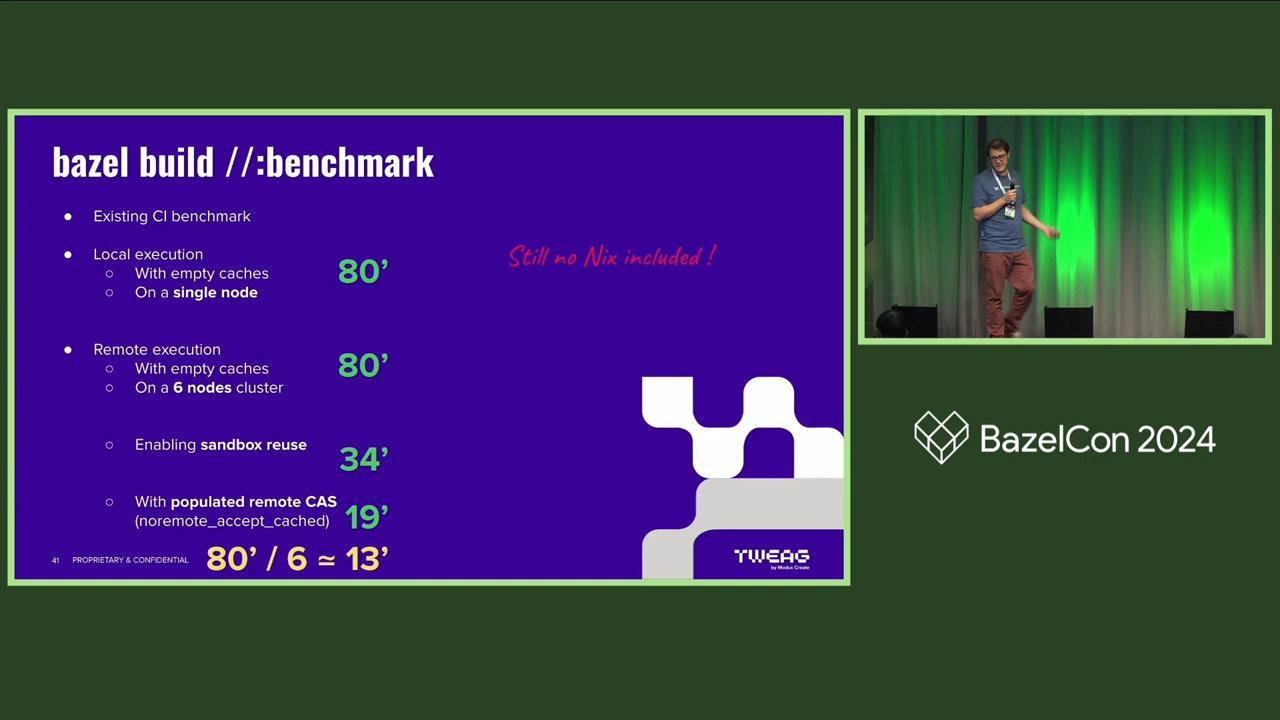 bazel build //:benchmark
● Existing CI benchmark
● Local execution
○ With empty caches
○ On a single node
80’
Still no Nix included !
● Remote execution
○ With empty caches
○ On a 6 nodes cluster
80’
○ Enabling sandbox reuse
34’
○ With populated remote CAS
(noremote_accept_cached)
19’
80’ / 6 ≃ 13’
41 PROPRIETARY & CONFIDENTIAL
TWEAG
by Modus Create
BazelCon 2024